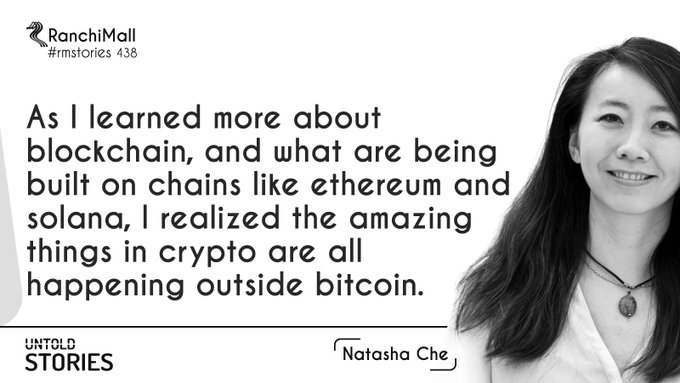 RanchiMall
#rmstories 438
As I learned more about
blockchain, and what are being
built on chains like ethereum and
solana, I realized the amazing
things in crypto are all
happening outside bitcoin.
UNTOLD
STORIES
Natasha Che